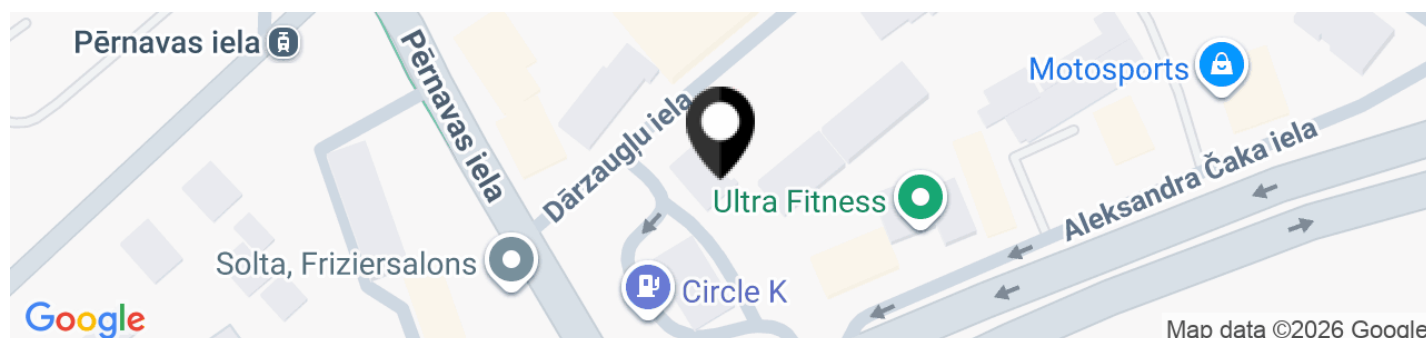 Pērnavas iela
Pērnavas iela
Dārzaugļu iela
Motosports
Aleksandra Čaka iela
Ultra Fitness
Solta, Friziersalons
Circle K
Google
Map data ©2026 Google